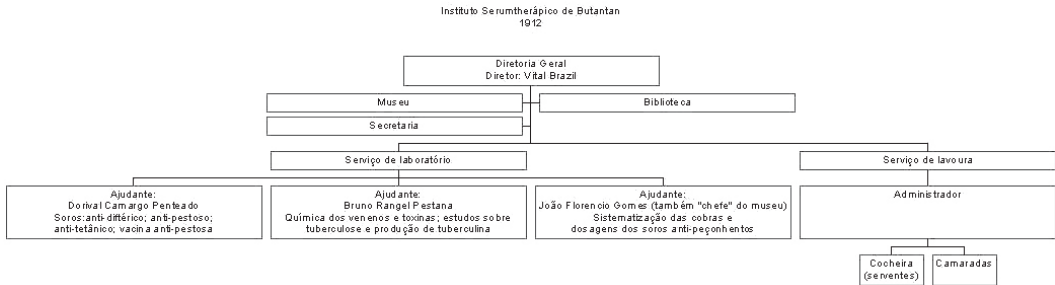 Instituto Serumtherápico de Butantan
1912
Diretoria Geral
Diretor: Vital Brazil
Museu
Biblioteca
Secretaria
Serviço de laboratório
Serviço de lavoura
Ajudante:
Dorival Camargo Penteado
Soros:anti-diftérico; anti-pestoso;
anti-tetânico; vacina anti-pestosa
Ajudante:
Bruno Rangel Pestana
Química dos venenos e toxinas; estudos sobre
tuberculose e produção de tuberculina
Ajudante:
João Florencio Gomes (também "chefe" do museu)
Sistematização das cobras e
dosagens dos soros anti-peçonhentos
Administrador
Cocheira
(serventes)
Camaradas